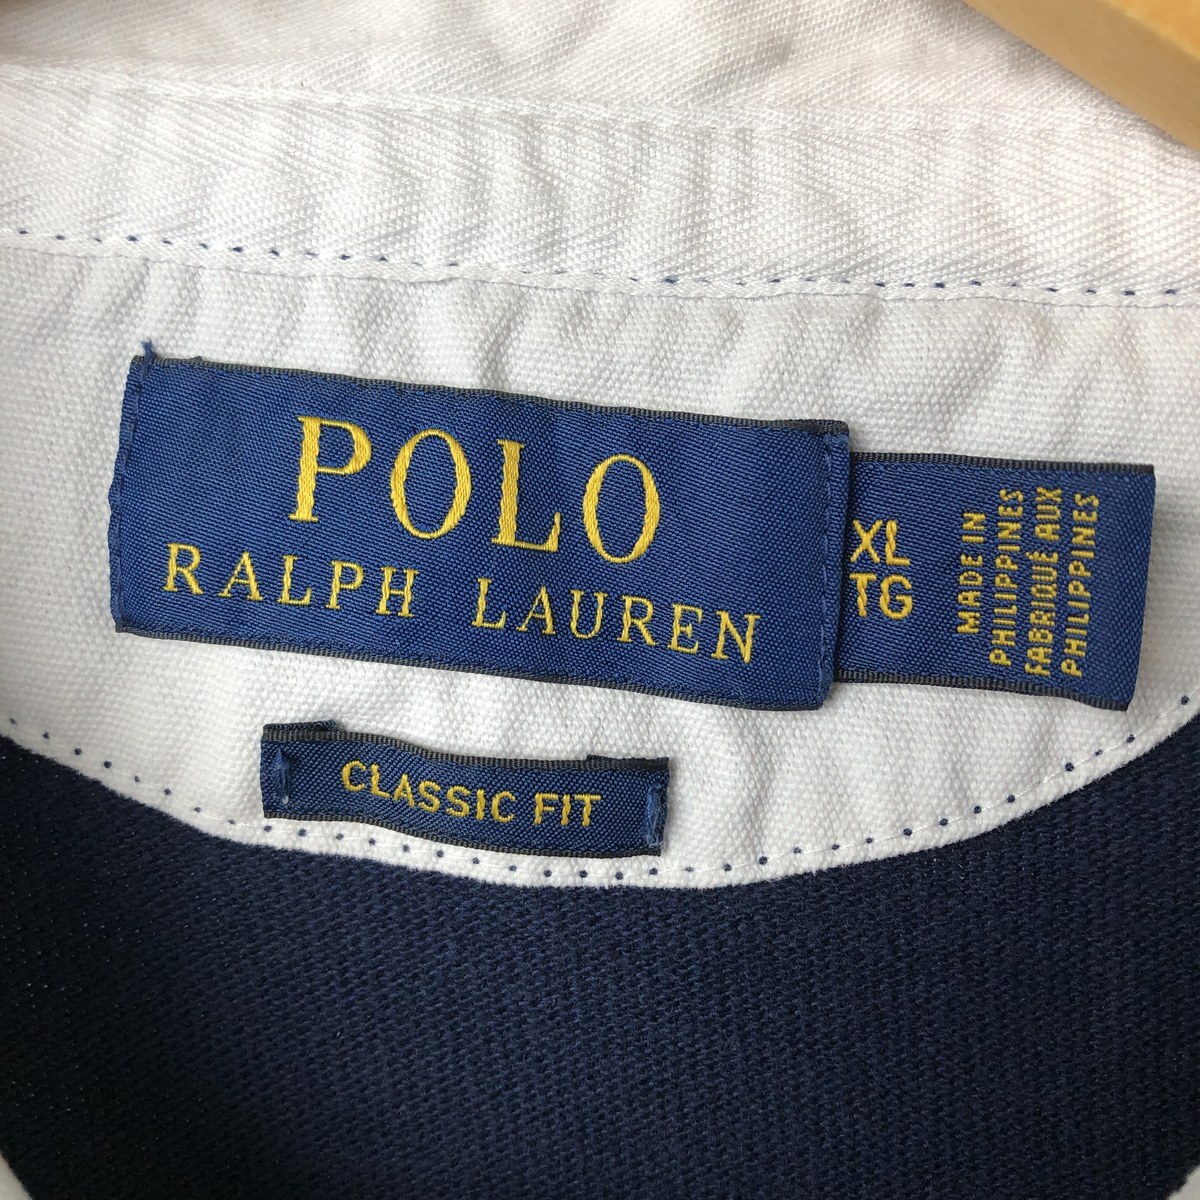 POLO
RALPH LAUREN
XL
TG
MADE IN
PHILIPPINES
FABRIQUÉ AUX
PHILIPPINES
CLASSIC FIT